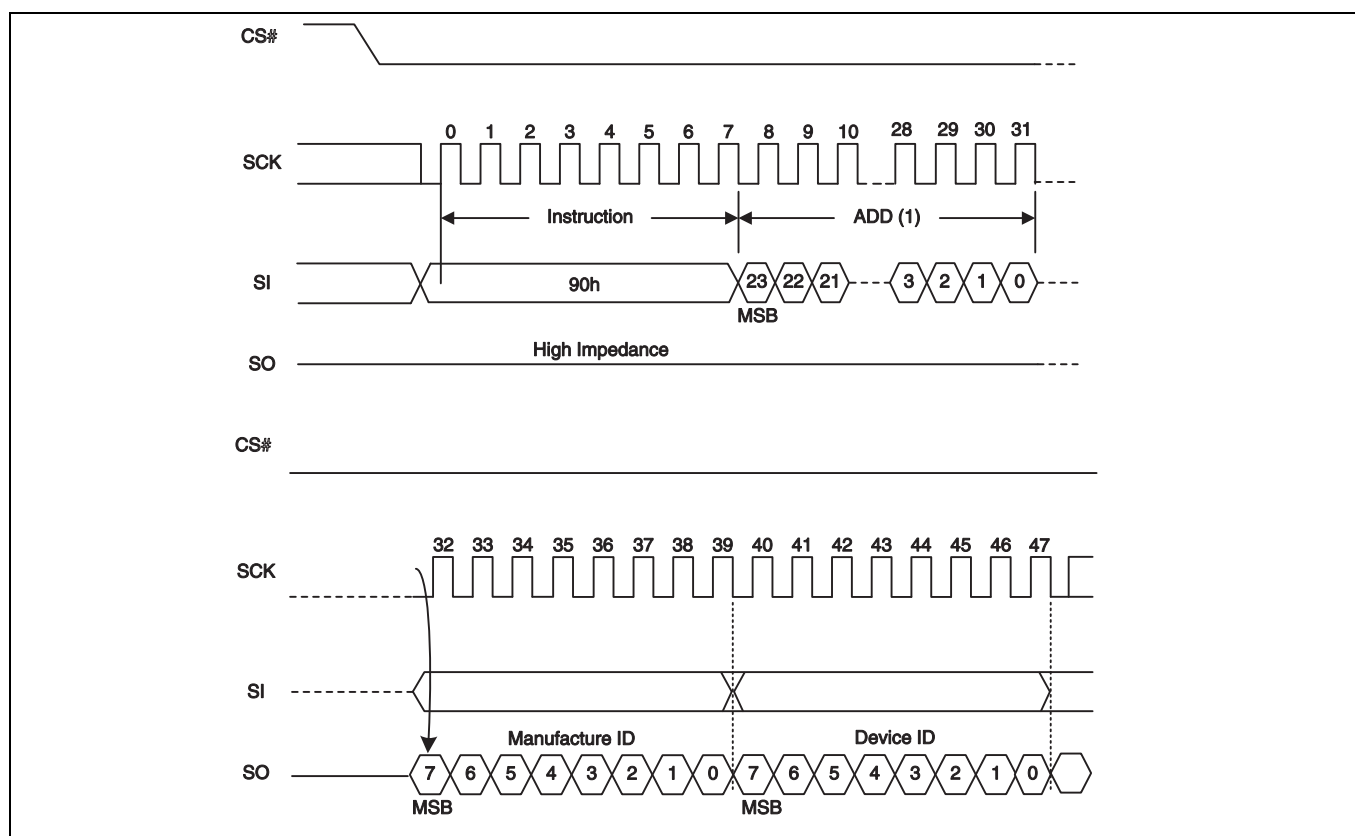 CS#
0 1 2 3 4 5 6 7 8 9 10 28 29 30 31
SCK
Instruction ADD (1)
SI 90h 23 22 21 3 2 1 0
MSB
High Impedance
SO
CS#
32 33 34 35 36 37 38 39 40 41 42 43 44 45 46 47
SCK
SI
Manufacture ID Device ID
SO 7 6 5 4 3 2 1 0 7 6 5 4 3 2 1 0
MSB MSB